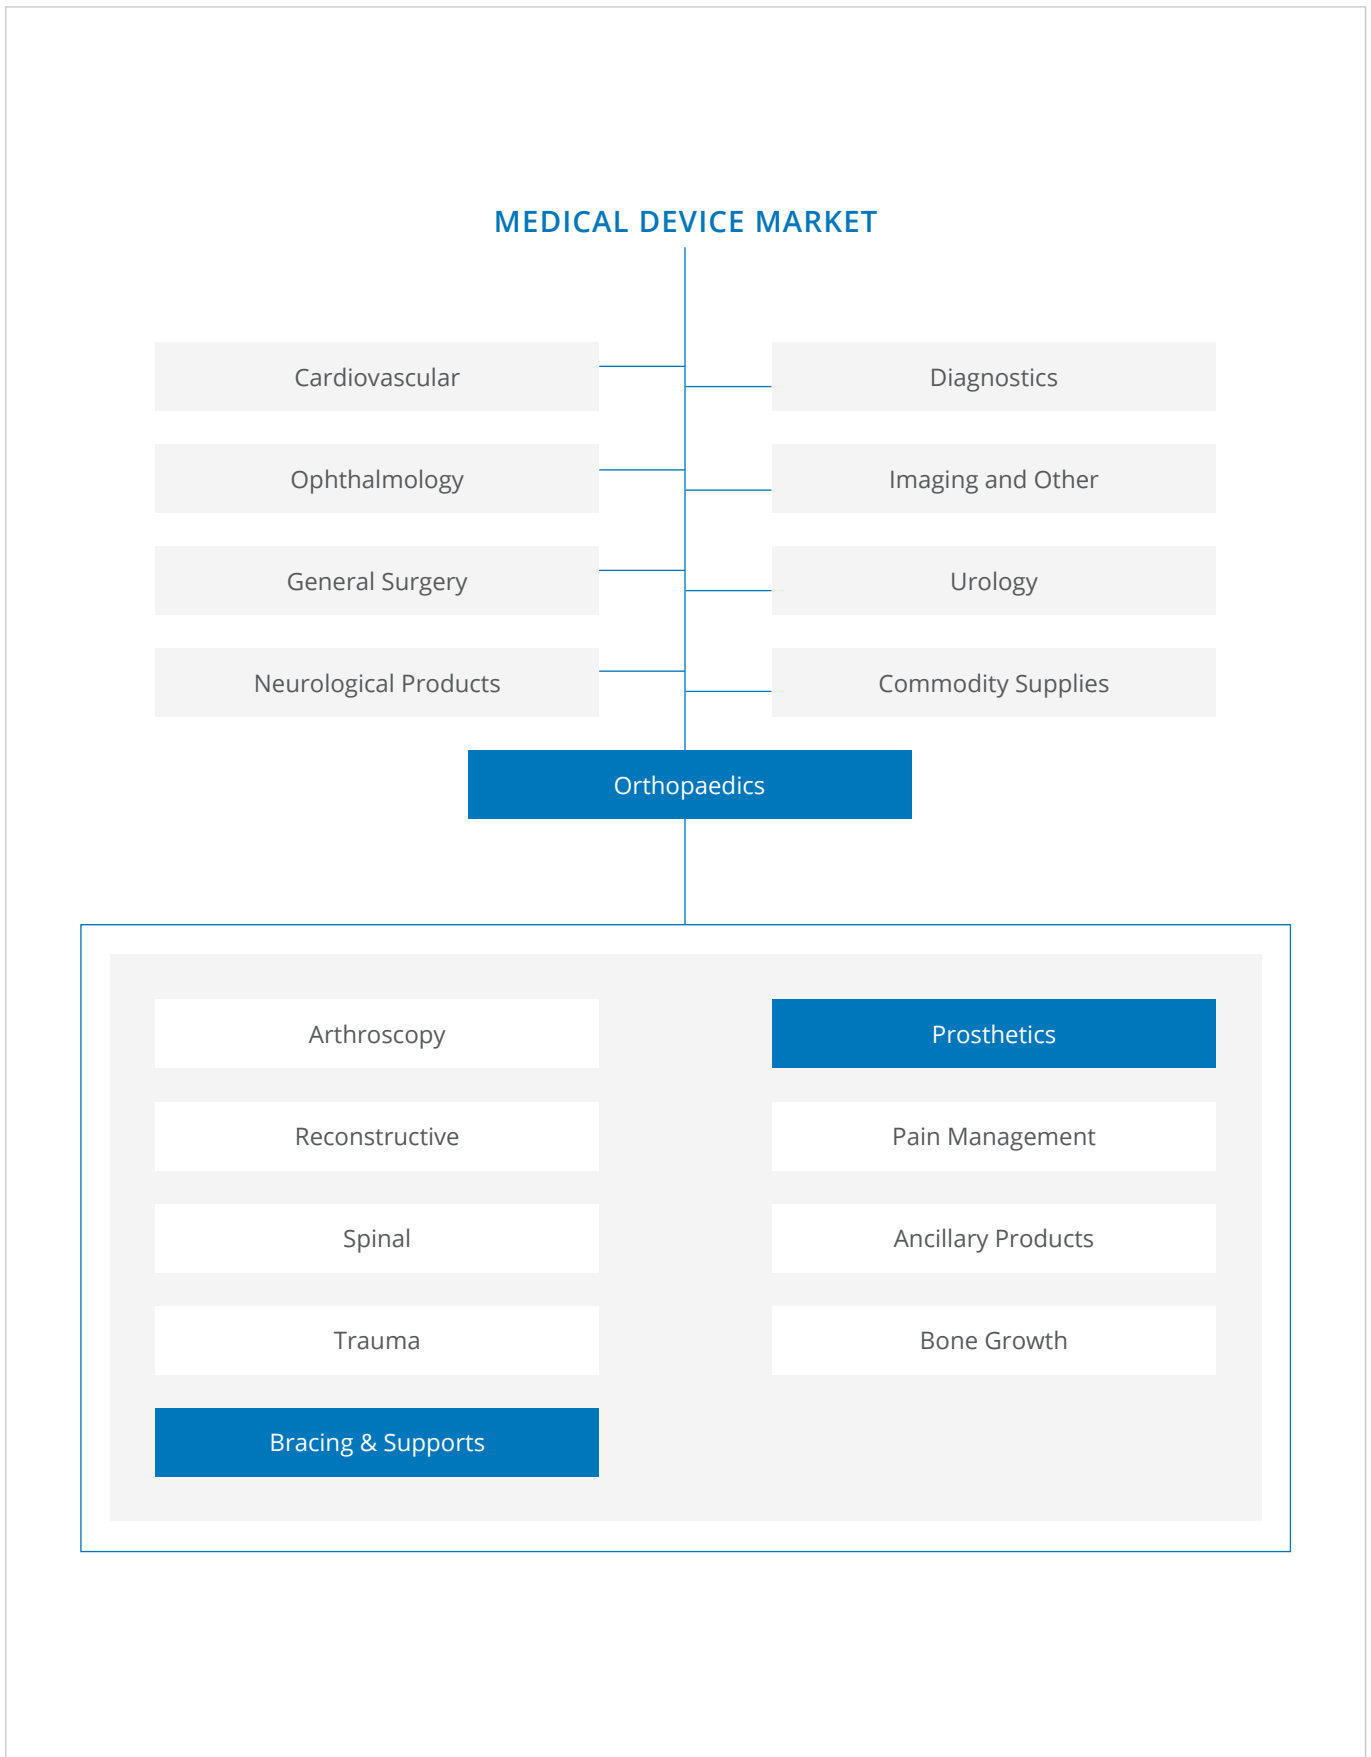 MEDICAL DEVICE MARKET
Cardiovascular
Diagnostics
Ophthalmology
Imaging and Other
General Surgery
Urology
Neurological Products
Commodity Supplies
Orthopaedics
Arthroscopy
Prosthetics
Reconstructive
Pain Management
Spinal
Ancillary Products
Trauma
Bone Growth
Bracing & Supports